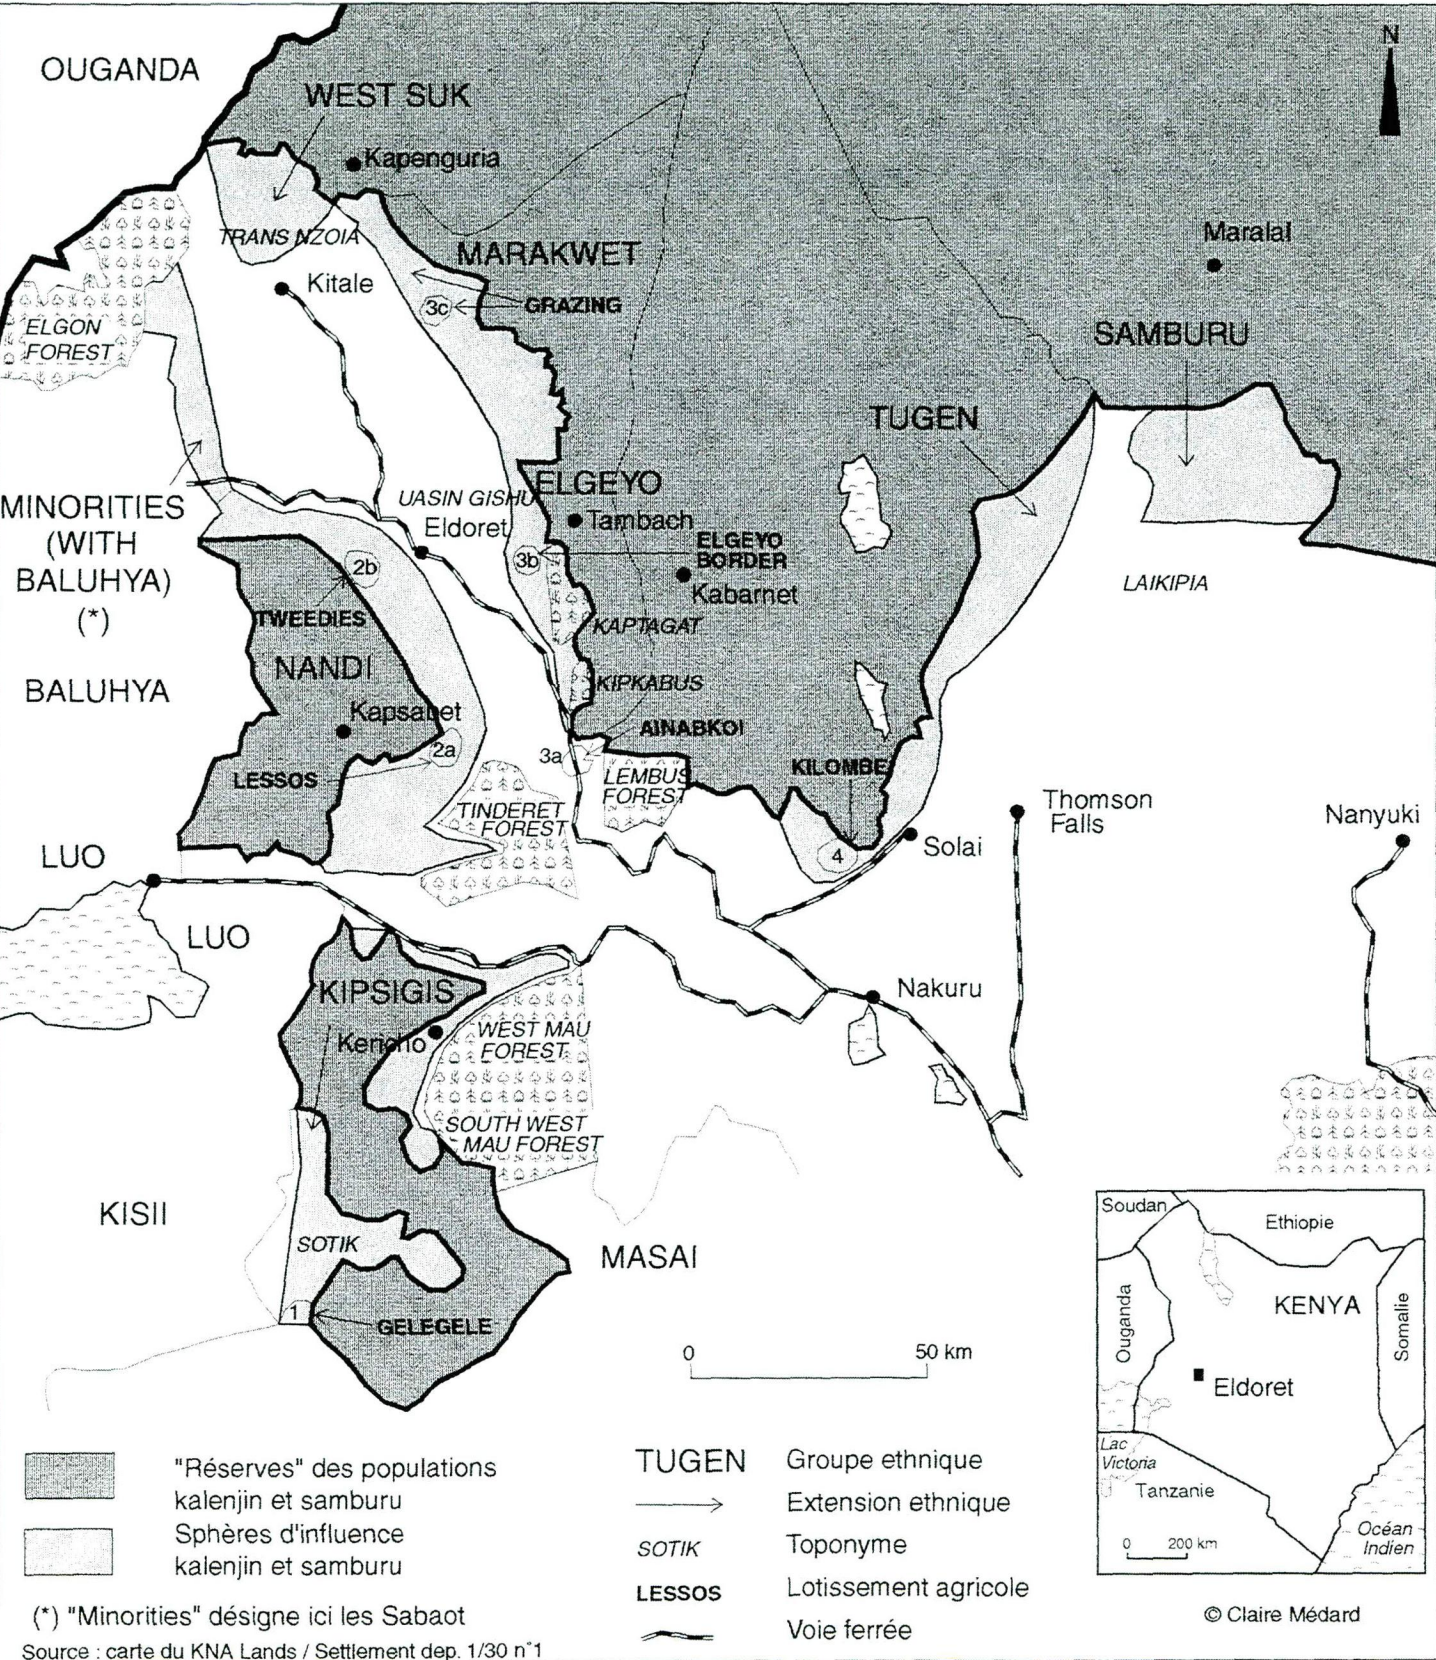 N
OUGANDA
WEST SUK
Kapenguria
TRANS NZOIA
Maralal
MARAKWET
Kitale
3c
GRAZING
ELGON
FOREST
SAMBURU
TUGEN
MINORITIES
(WITH
BALUHYA)
(*)
UASIN GISHU
ELGEYO
Eldoret
Tambach
ELGEYO
BORDER
3b
2b
Kabarnet
LAIKIPIA
TWEEDIES
KAPTAGAT
NANDI
BALUHYA
KIPKABUS
Kapsabet
AINABKOI
2a
3a
LESSOS
LEMBUS
FOREST
KILOMBE
TINDERET
FOREST
Thomson
Falls
Nanyuki
Solai
4
LUO
LUO
KIPSIGIS
Nakuru
Kericho
WEST MAU
FOREST
SOUTH WEST
MAU FOREST
KISII
SOTIK
MASAI
1
GELEGELE
0 50 km
Soudan
Ethiopie
Ouganda
KENYA
Somalie
Eldoret
Lac
Victoria
Tanzanie
0 200 km
Océan
Indien
"Réserves" des populations
kalenjin et samburu
Sphères d'influence
kalenjin et samburu
(*) "Minorities" désigne ici les Sabaot
Source : carte du KNA Lands / Settlement dep. 1/30 n°1
TUGEN Groupe ethnique
Extension ethnique
SOTIK Toponyme
LESSOS Lotissement agricole
Voie ferrée
© Claire Médard